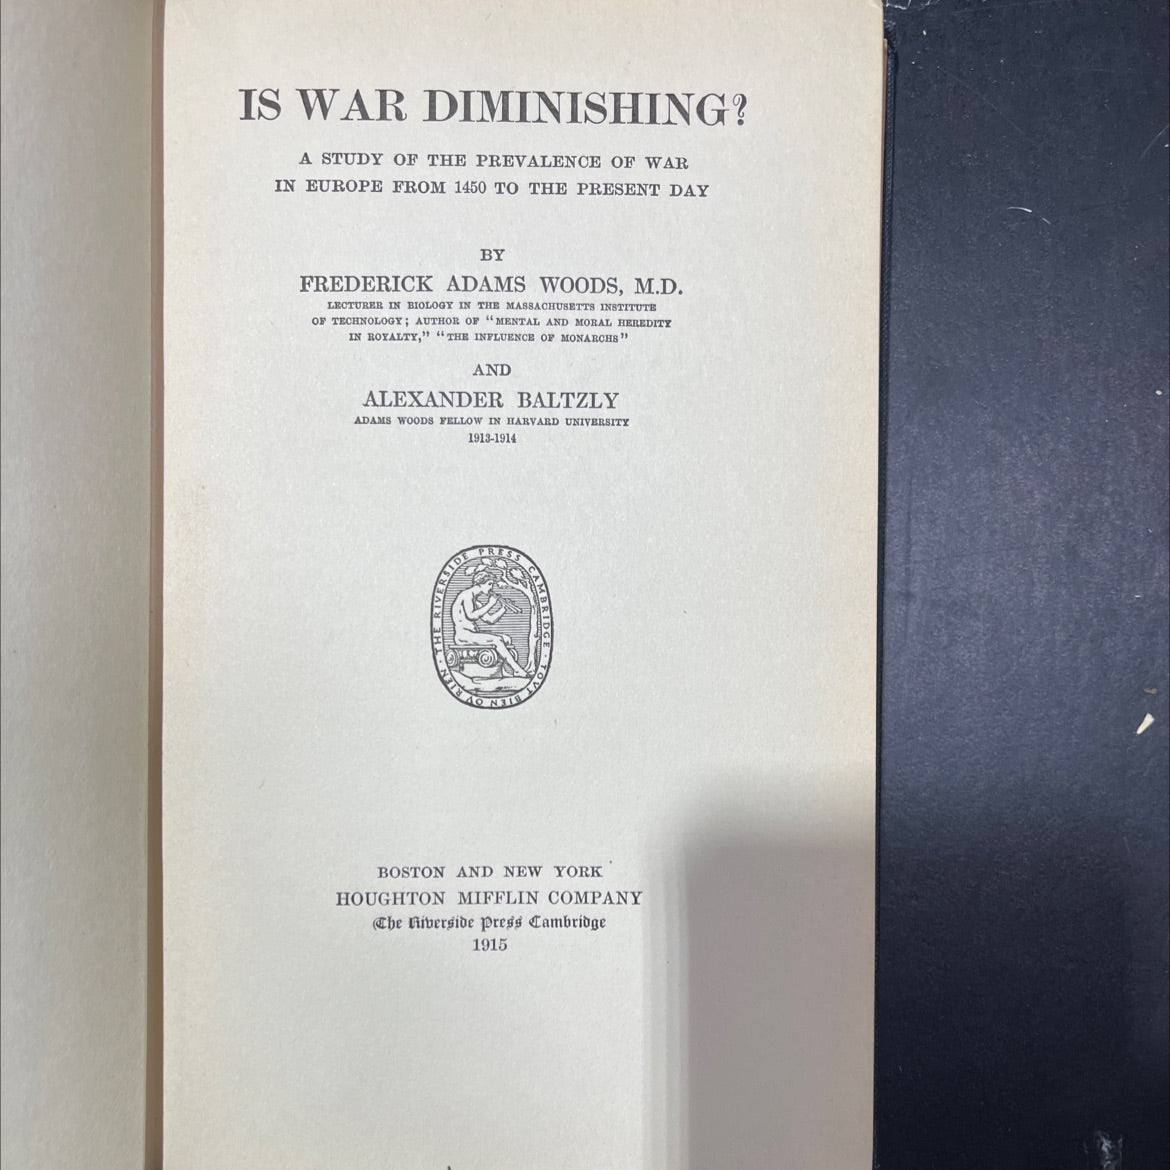 IS WAR DIMINISHING?
A STUDY OF THE PREVALENCE OF WAR
IN EUROPE FROM 1450 TO THE PRESENT DAY
BY
FREDERICK ADAMS WOODS, M.D.
LECTURER IN BIOLOGY IN THE MASSACHUSETTS INSTITUTE
OF TECHNOLOGY; AUTHOR OF "MENTAL AND MORAL HEREDITY
IN ROYALTY," "THE INFLUENCE OF MONARCHS"
AND
ALEXANDER BALTZLY
ADAMS WOODS FELLOW IN HARVARD UNIVERSITY
1913-1914
THE RIVERSIDE PRESS CAMBRIDGE · TOVT BIEN OV RIEN ·
BOSTON AND NEW YORK
HOUGHTON MIFFLIN COMPANY
The Riverside Press Cambridge
1915